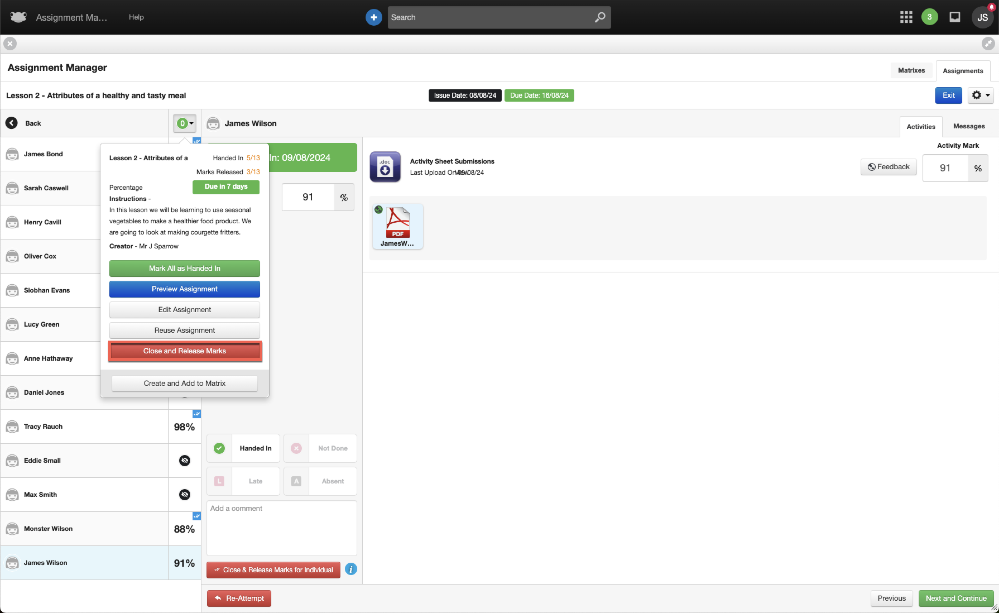 Assignment Ma...
Help
Search
3
JS
Assignment Manager
Matrixes
Assignments
Lesson 2 - Attributes of a healthy and tasty meal
Issue Date: 08/08/24
Due Date: 16/08/24
Exit
Back
0
James Wilson
Activities
Messages
James Bond
Sarah Caswell
Henry Cavill
Oliver Cox
Siobhan Evans
Lucy Green
Anne Hathaway
Daniel Jones
Tracy Rauch
98%
Eddie Small
Max Smith
Monster Wilson
88%
James Wilson
91%
Lesson 2 - Attributes of a
Handed In 5/13
Marks Released 3/13
Percentage
Due in 7 days
Instructions -
In this lesson we will be learning to use seasonal
vegetables to make a healthier food product. We
are going to look at making courgette fritters.
Creator - Mr J Sparrow
Mark All as Handed In
Preview Assignment
Edit Assignment
Reuse Assignment
Close and Release Marks
Create and Add to Matrix
In: 09/08/2024
91 %
Handed In
Not Done
L
Late
A
Absent
Add a comment
Close & Release Marks for Individual
i
Re-Attempt
.doc
Activity Sheet Submissions
Last Upload On 09/08/24
View
Feedback
Activity Mark
91 %
PDF
JamesW...
Previous
Next and Continue